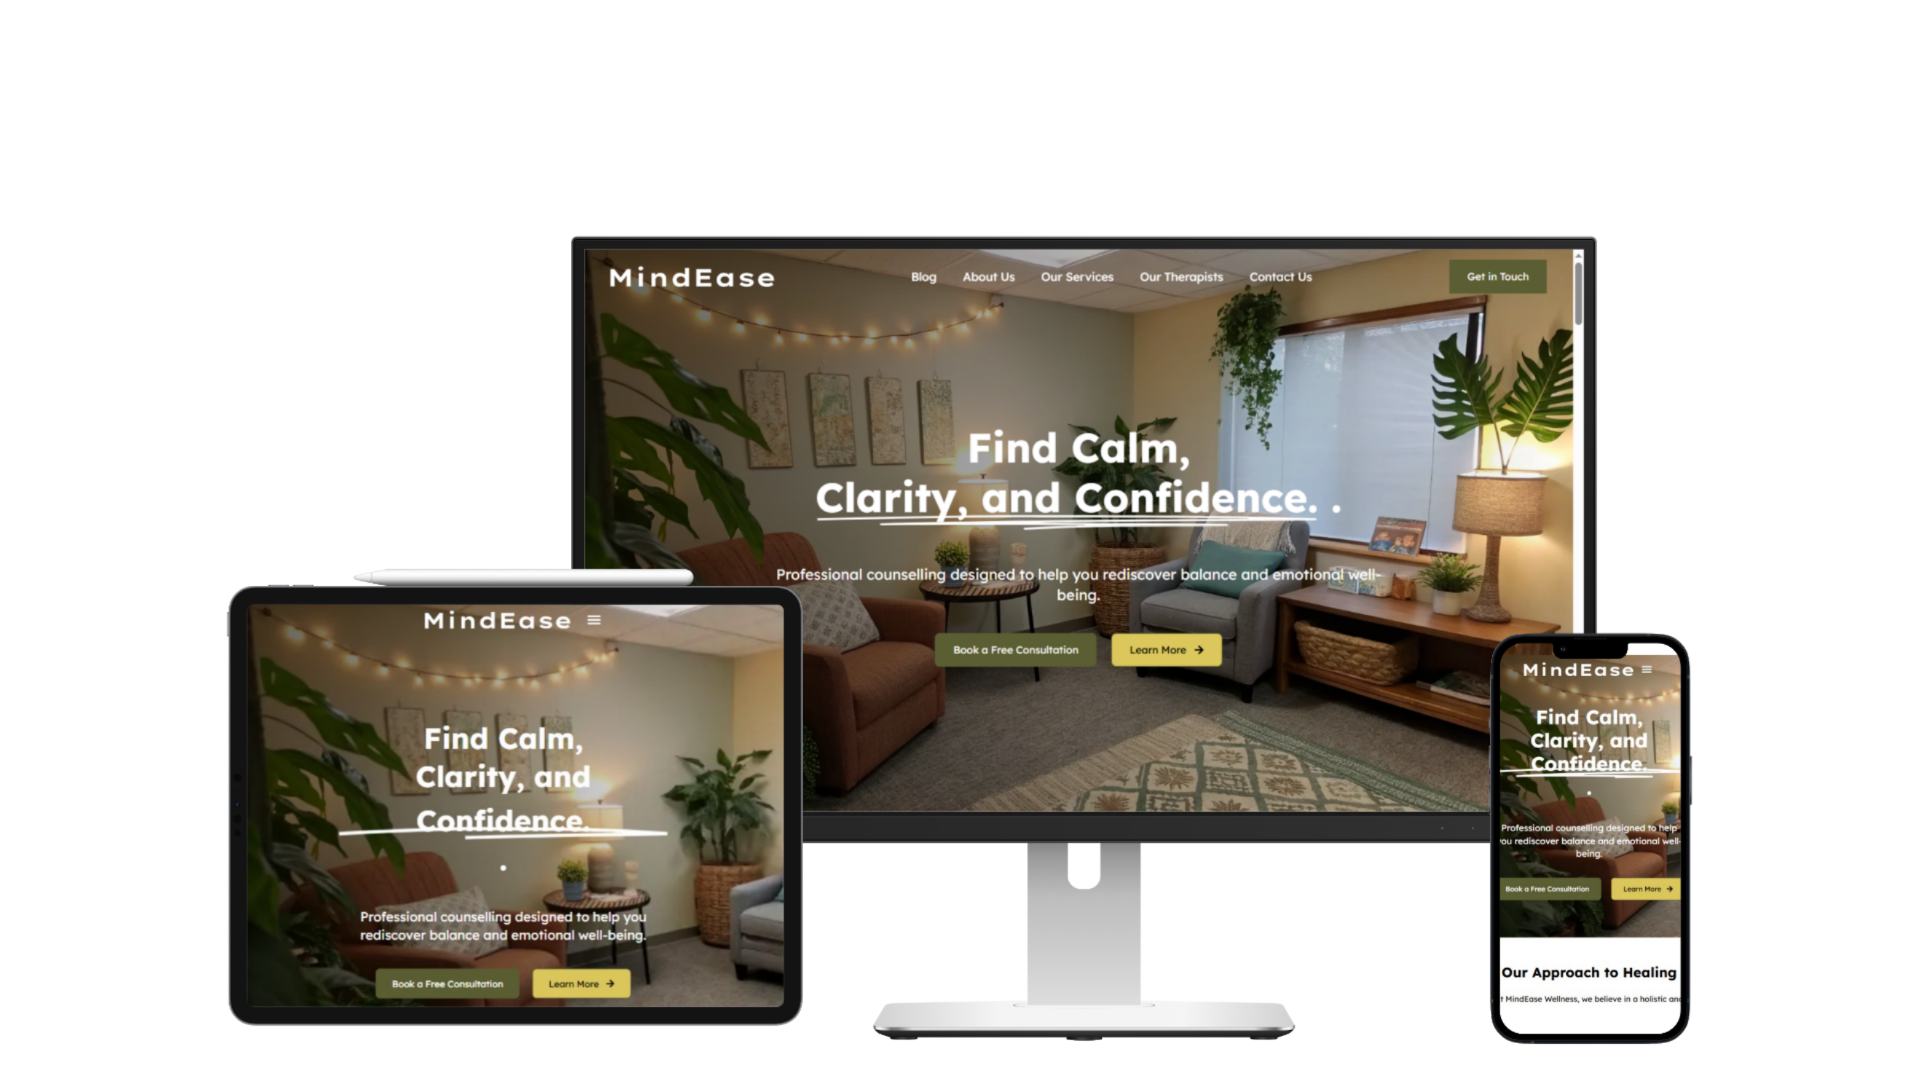 MindEase
Blog About Us Our Services Our Therapists Contact Us
Get in Touch
Find Calm,
Clarity, and Confidence. .
Professional counselling designed to help you rediscover balance and emotional well-
being.
Book a Free Consultation
Learn More →
MindEase
Find Calm,
Clarity, and
Confidence.
.
Professional counselling designed to help you
rediscover balance and emotional well-being.
Book a Free Consultation
Learn More →
MindEase
Find Calm,
Clarity, and
Confidence.
.
Professional counselling designed to help
you rediscover balance and emotional well-
being.
Book a Free Consultation
Learn More →
Our Approach to Healing
t MindEase Wellness, we believe in a holistic and